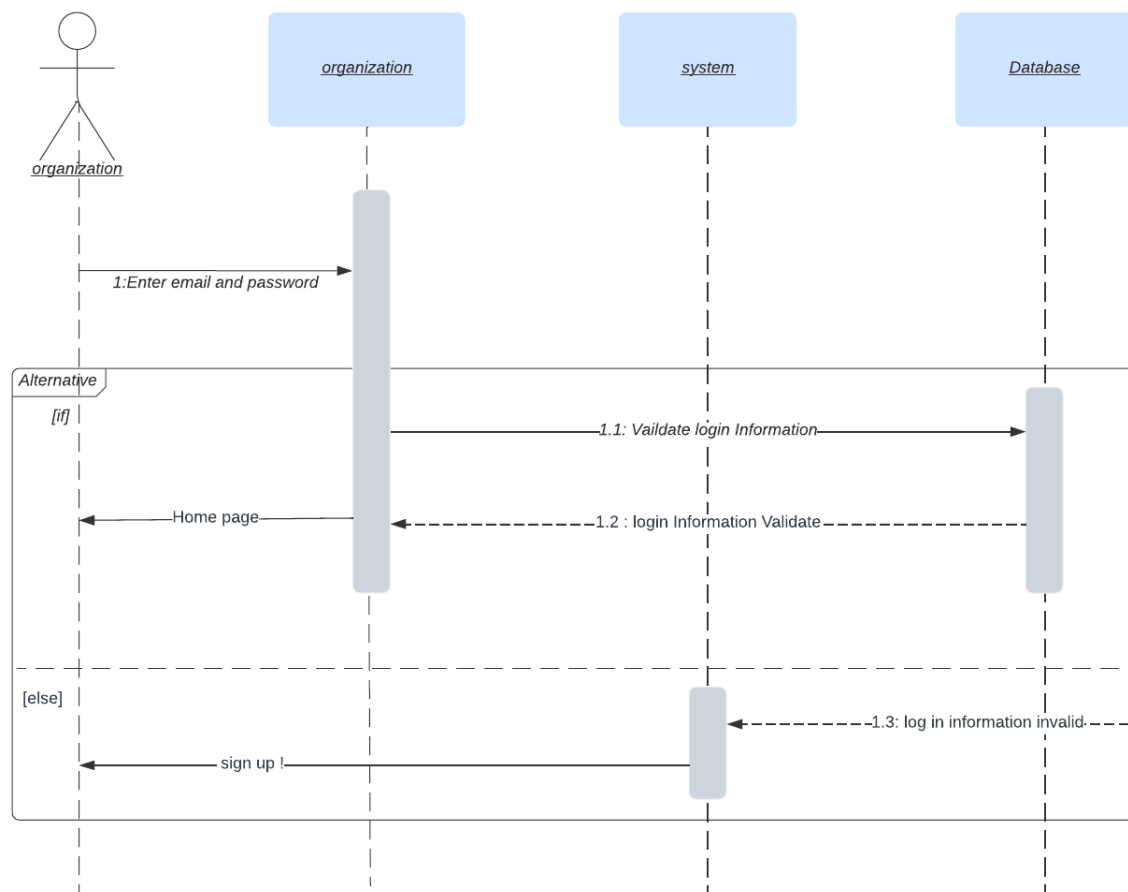 organization
system
Database
organization
1:Enter email and password
Alternative
[if]
1.1: Vaildate login Information
Home page
1.2 : login Information Validate
[else]
1.3: log in information invalid
sign up !